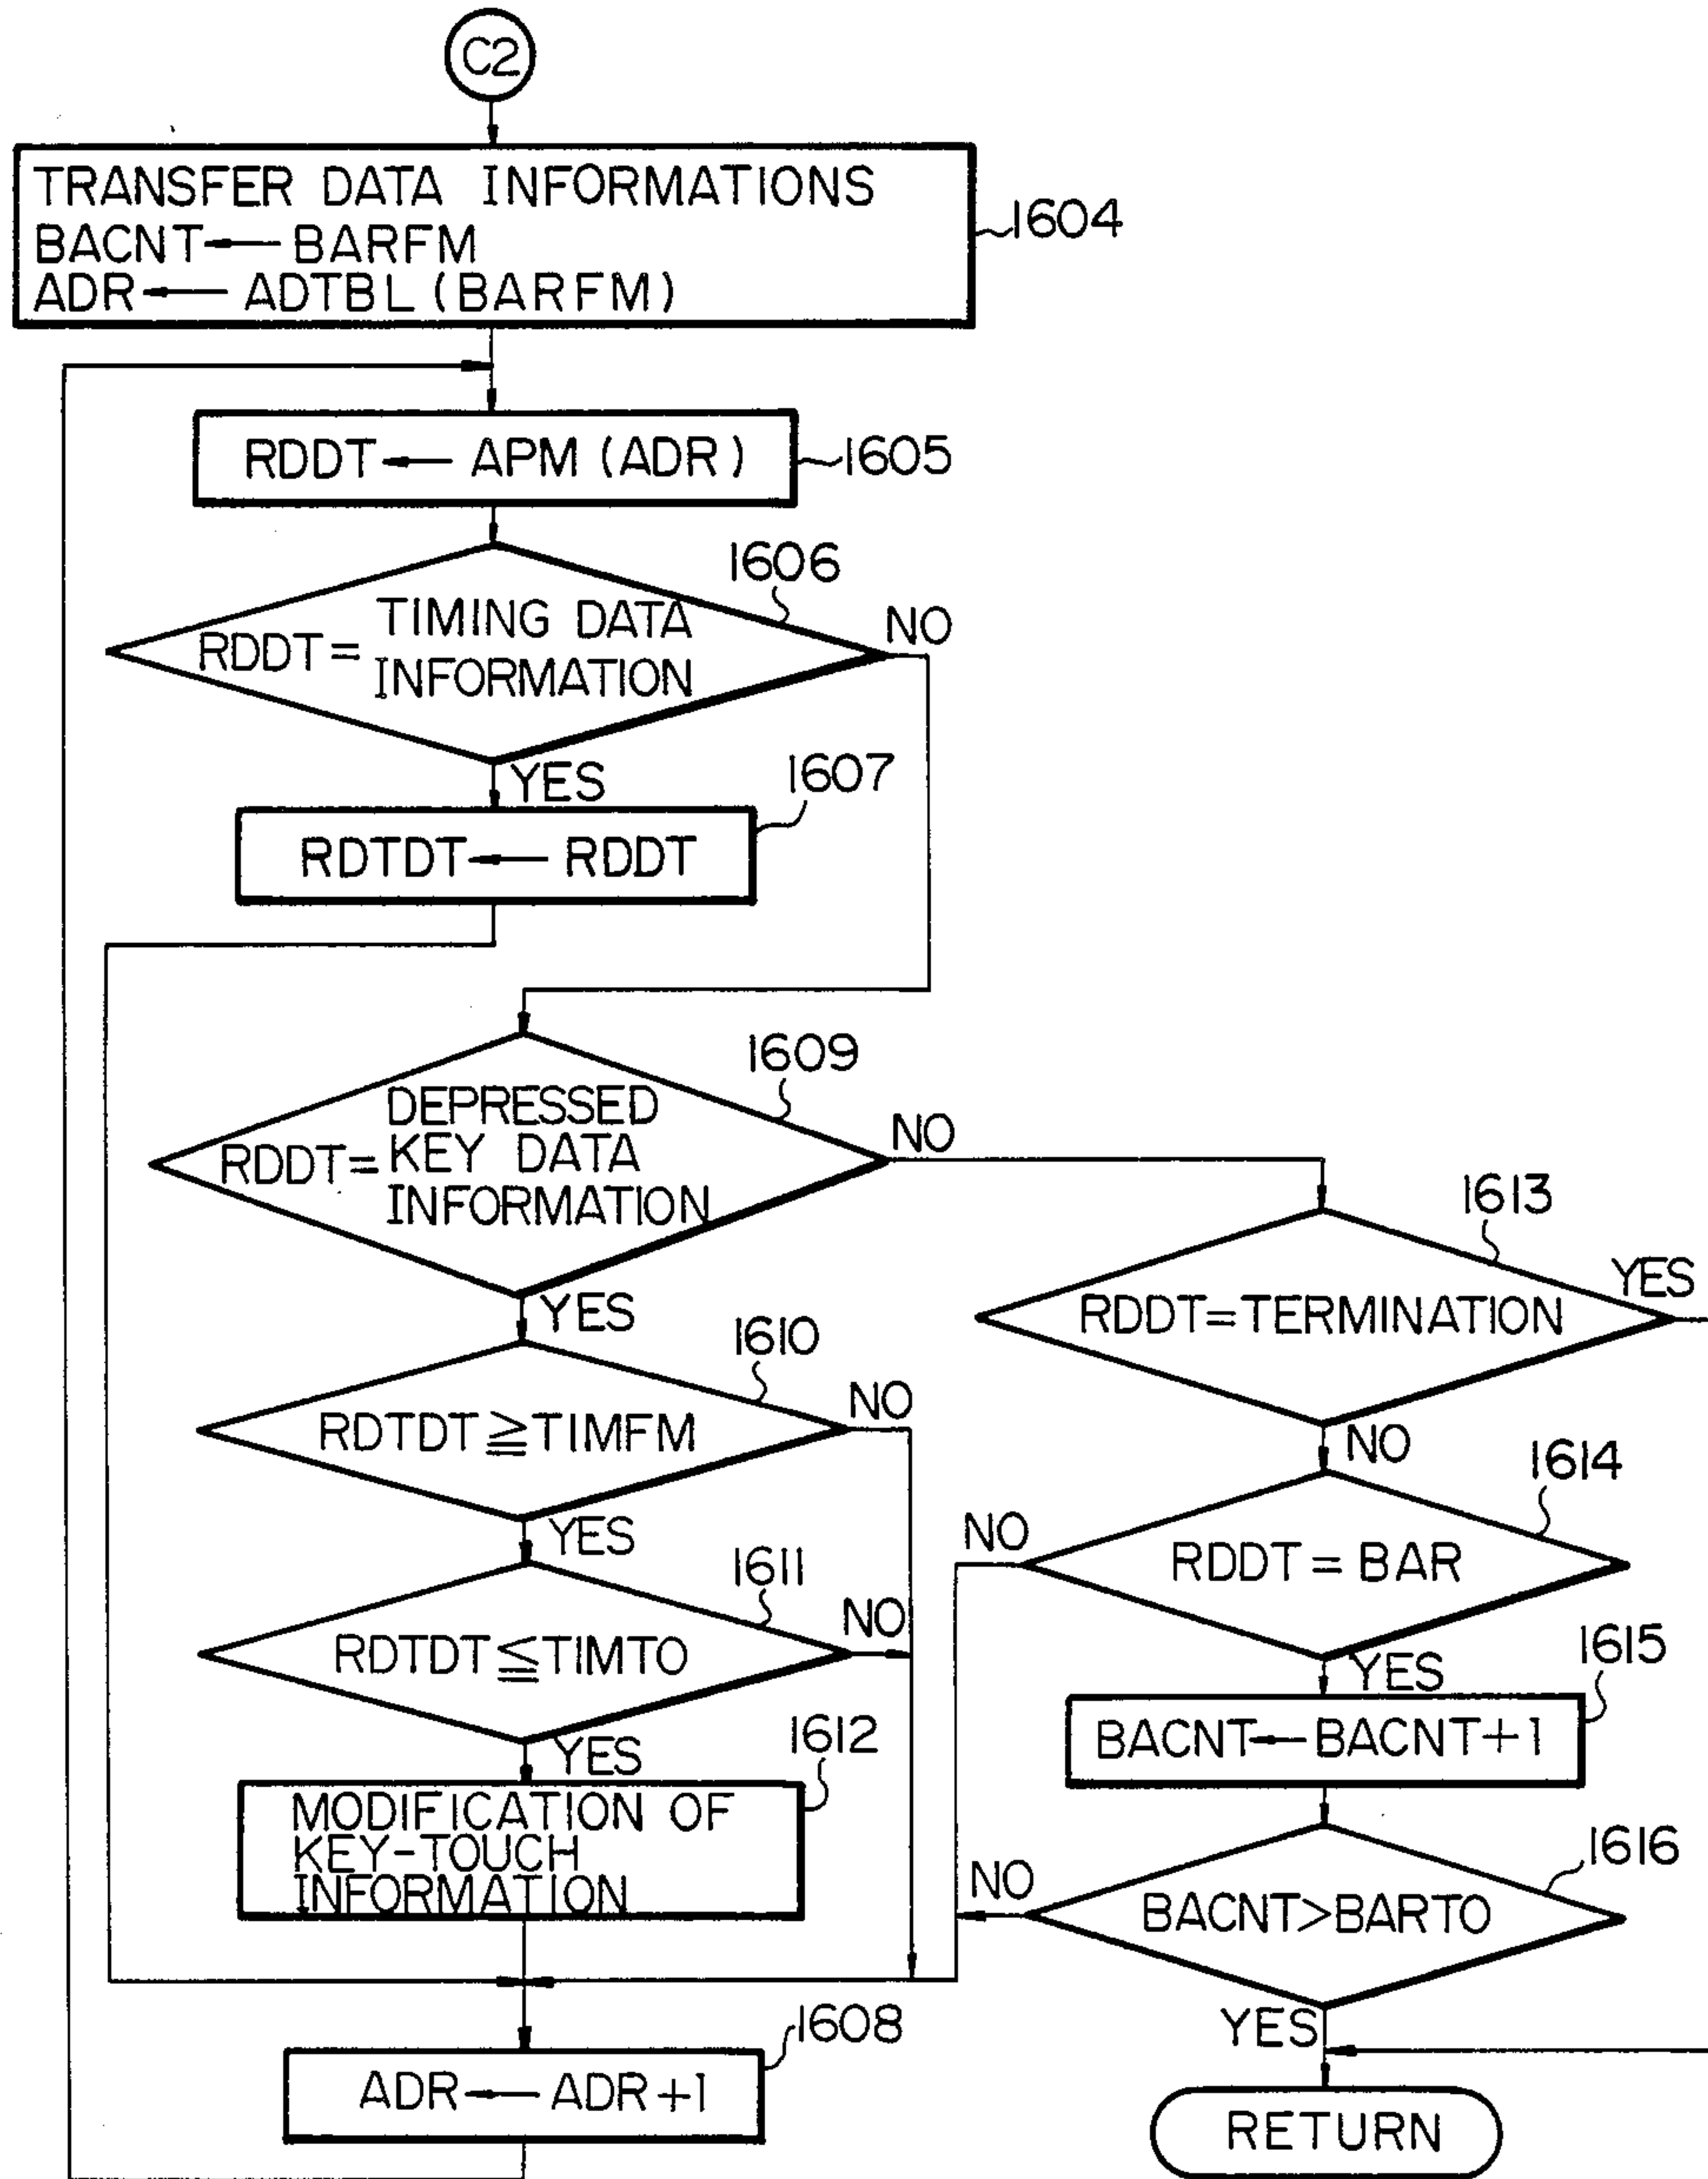 C2
TRANSFER DATA INFORMATIONS
BACNT ← BARFM
ADR ← ADTBL (BARFM)
1604
RDDT ← APM (ADR)
1605
1606
RDDT = TIMING DATA
INFORMATION
NO
YES
1607
RDTDT ← RDDT
1609
DEPRESSED
RDDT = KEY DATA
INFORMATION
NO
YES
1613
RDDT=TERMINATION
YES
NO
1610
RDTDT ≧ TIMFM
NO
YES
1614
RDDT = BAR
NO
YES
1611
RDTDT ≦ TIMTO
NO
YES
1615
BACNT ← BACNT+1
1612
MODIFICATION OF
KEY-TOUCH
INFORMATION
1616
BACNT>BARTO
NO
YES
1608
ADR ← ADR+1
RETURN